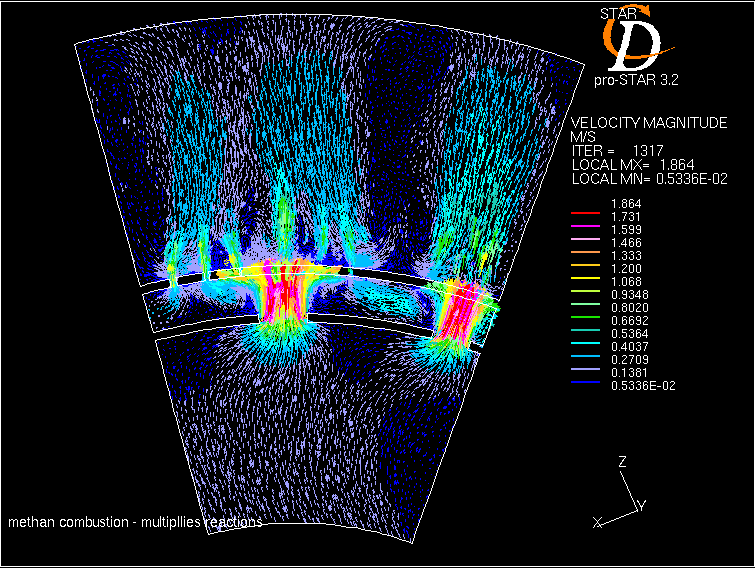 STAR
D
pro-STAR 3.2
VELOCITY MAGNITUDE
M/S
ITER = 1317
LOCAL MX= 1.864
LOCAL MN= 0.5336E-02
1.864
1.731
1.599
1.466
1.333
1.200
1.068
0.9348
0.8020
0.6692
0.5364
0.4037
0.2709
0.1381
0.5336E-02
Z
Y
X
methan combustion - multipllies reactions